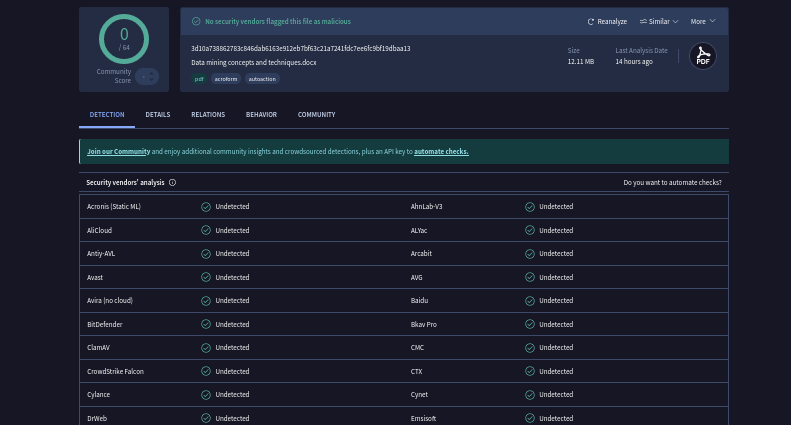 0
/ 64
Community
Score
No security vendors flagged this file as malicious
Reanalyze
Similar
More
3d10a738862783c846dab6163e912eb7bf63c21a7241fdc7ee6fc9bf19dbaa13
Data mining concepts and techniques.docx
pdf acroform autoaction
Size
12.11 MB
Last Analysis Date
14 hours ago
PDF
DETECTION DETAILS RELATIONS BEHAVIOR COMMUNITY
Join our Community and enjoy additional community insights and crowdsourced detections, plus an API key to automate checks.
Security vendors' analysis Do you want to automate checks?
Acronis (Static ML) Undetected AhnLab-V3 Undetected
AliCloud Undetected ALYac Undetected
Antiy-AVL Undetected Arcabit Undetected
Avast Undetected AVG Undetected
Avira (no cloud) Undetected Baidu Undetected
BitDefender Undetected Bkav Pro Undetected
ClamAV Undetected CMC Undetected
CrowdStrike Falcon Undetected CTX Undetected
Cylance Undetected Cynet Undetected
DrWeb Undetected Emsisoft Undetected